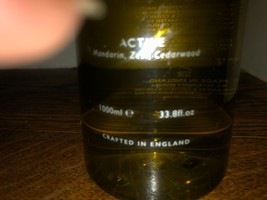 ACTIVE
Mandarin, Zest, Cedarwood
1000ml ℮ 33.8fl.oz
CRAFTED IN ENGLAND